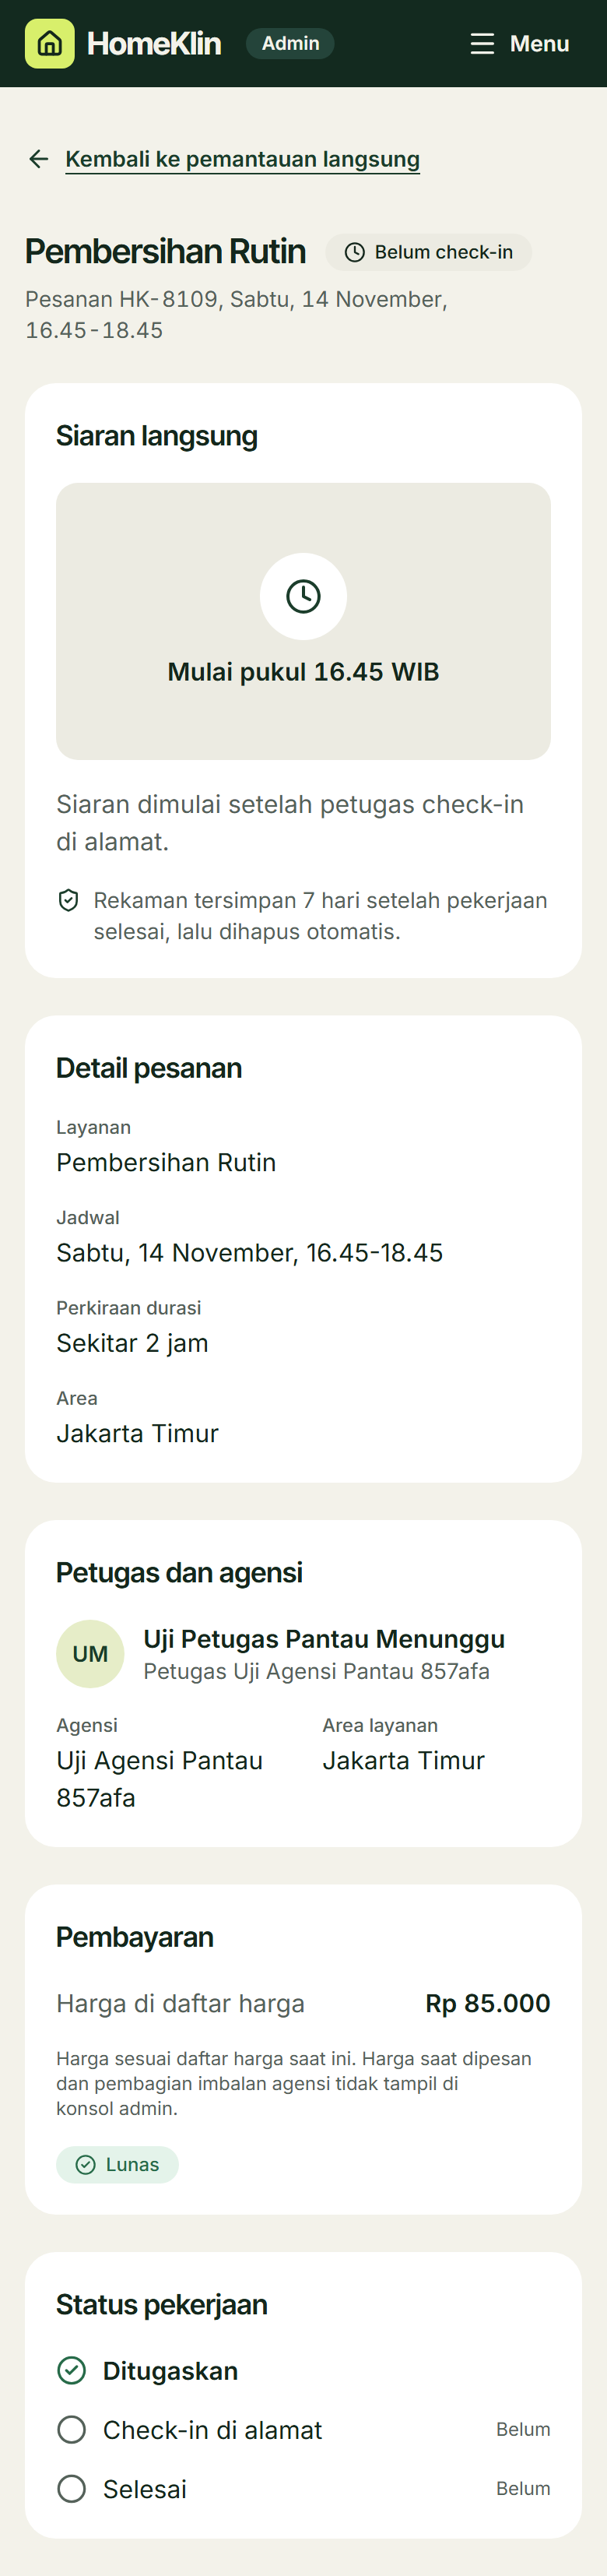 HomeKlin
Admin
Menu
Kembali ke pemantauan langsung
Pembersihan Rutin
Belum check-in
Pesanan HK-8109, Sabtu, 14 November,
16.45-18.45
Siaran langsung
Mulai pukul 16.45 WIB
Siaran dimulai setelah petugas check-in
di alamat.
Rekaman tersimpan 7 hari setelah pekerjaan
selesai, lalu dihapus otomatis.
Detail pesanan
Layanan
Pembersihan Rutin
Jadwal
Sabtu, 14 November, 16.45-18.45
Perkiraan durasi
Sekitar 2 jam
Area
Jakarta Timur
Petugas dan agensi
UM
Uji Petugas Pantau Menunggu
Petugas Uji Agensi Pantau 857afa
Agensi
Uji Agensi Pantau
857afa
Area layanan
Jakarta Timur
Pembayaran
Harga di daftar harga
Rp 85.000
Harga sesuai daftar harga saat ini. Harga saat dipesan
dan pembagian imbalan agensi tidak tampil di
konsol admin.
Lunas
Status pekerjaan
Ditugaskan
Check-in di alamat
Belum
Selesai
Belum